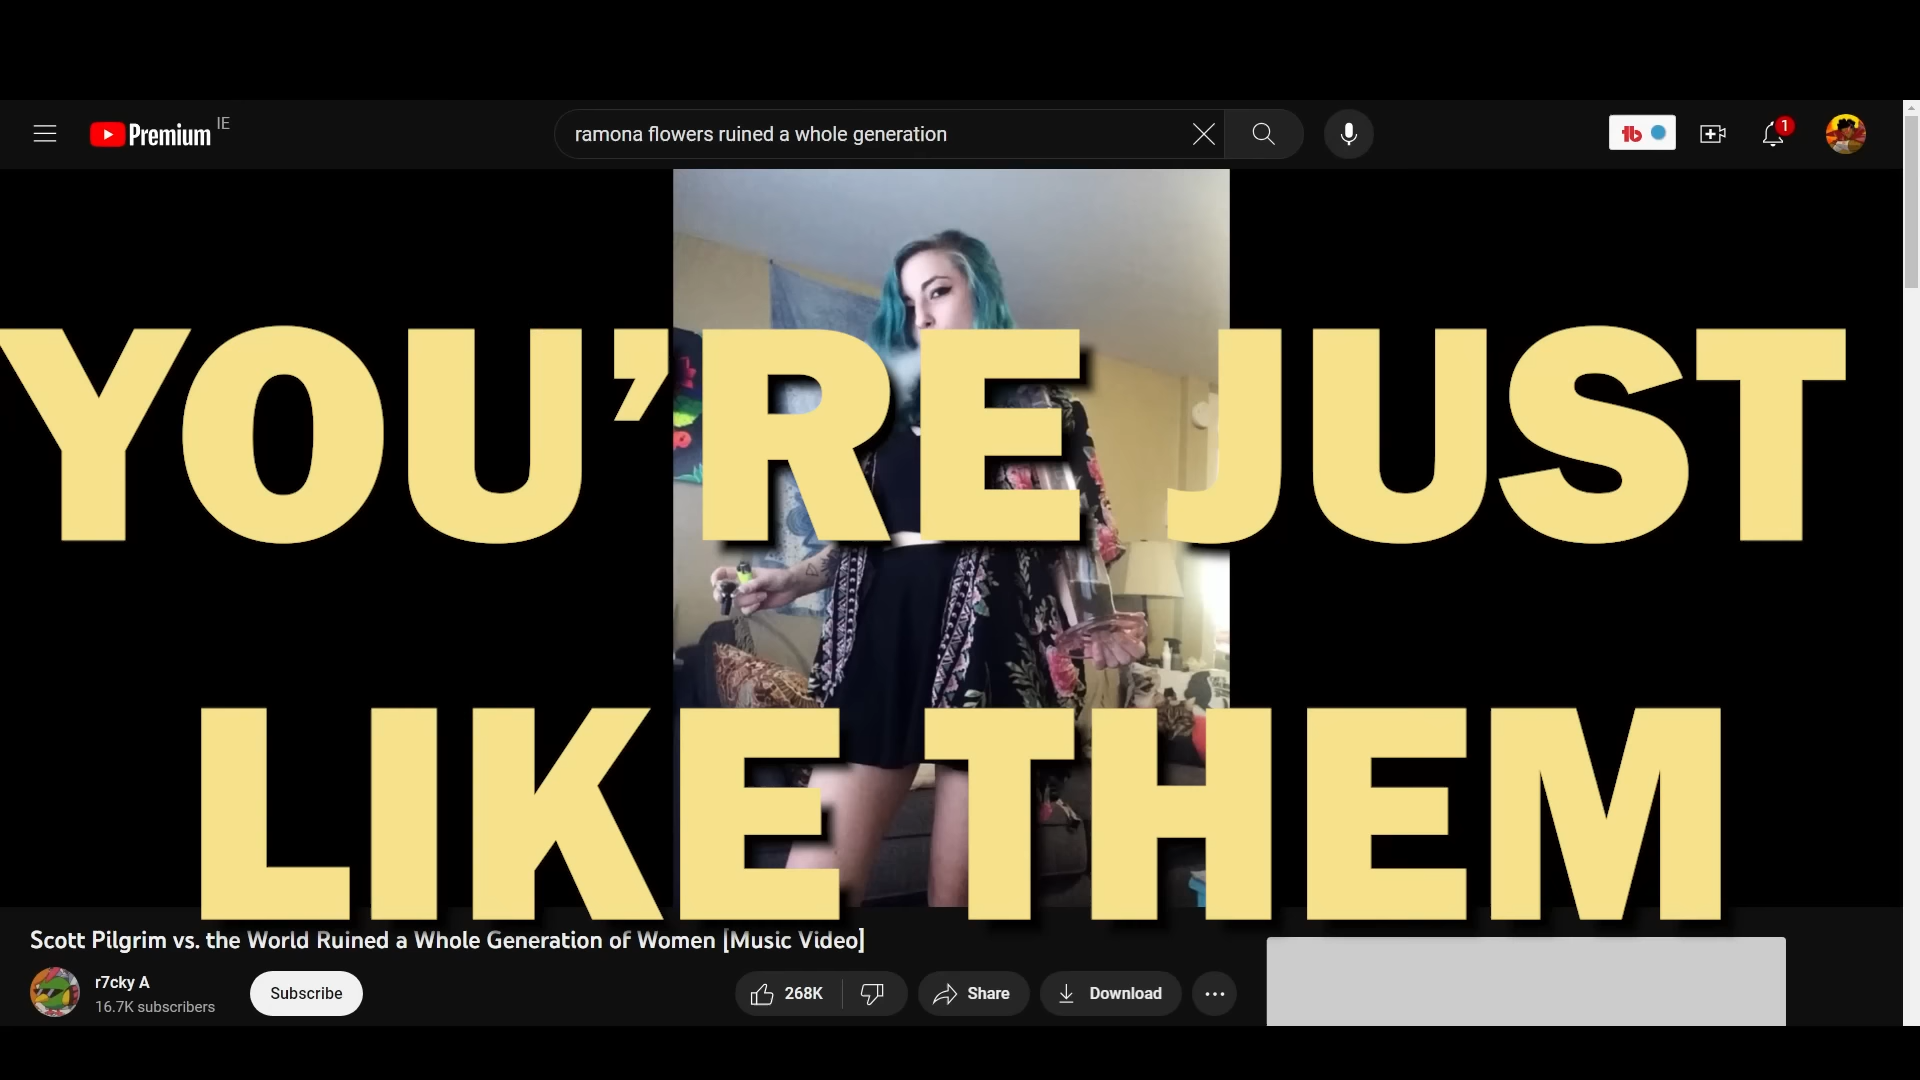 Premium IE
ramona flowers ruined a whole generation
1
YOU’RE JUST
LIKE THEM
Scott Pilgrim vs. the World Ruined a Whole Generation of Women [Music Video]
r7cky A
16.7K subscribers
Subscribe
268K
Share
Download